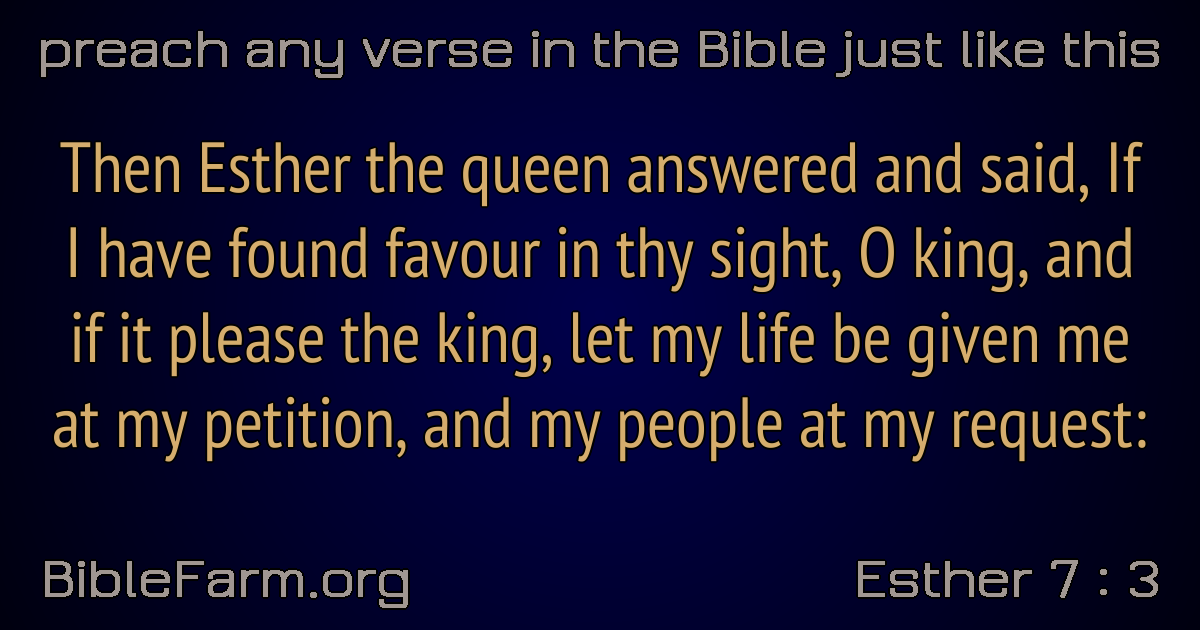 preach any verse in the Bible just like this
Then Esther the queen answered and said, If
I have found favour in thy sight, O king, and
if it please the king, let my life be given me
at my petition, and my people at my request:
BibleFarm.org
Esther 7 : 3